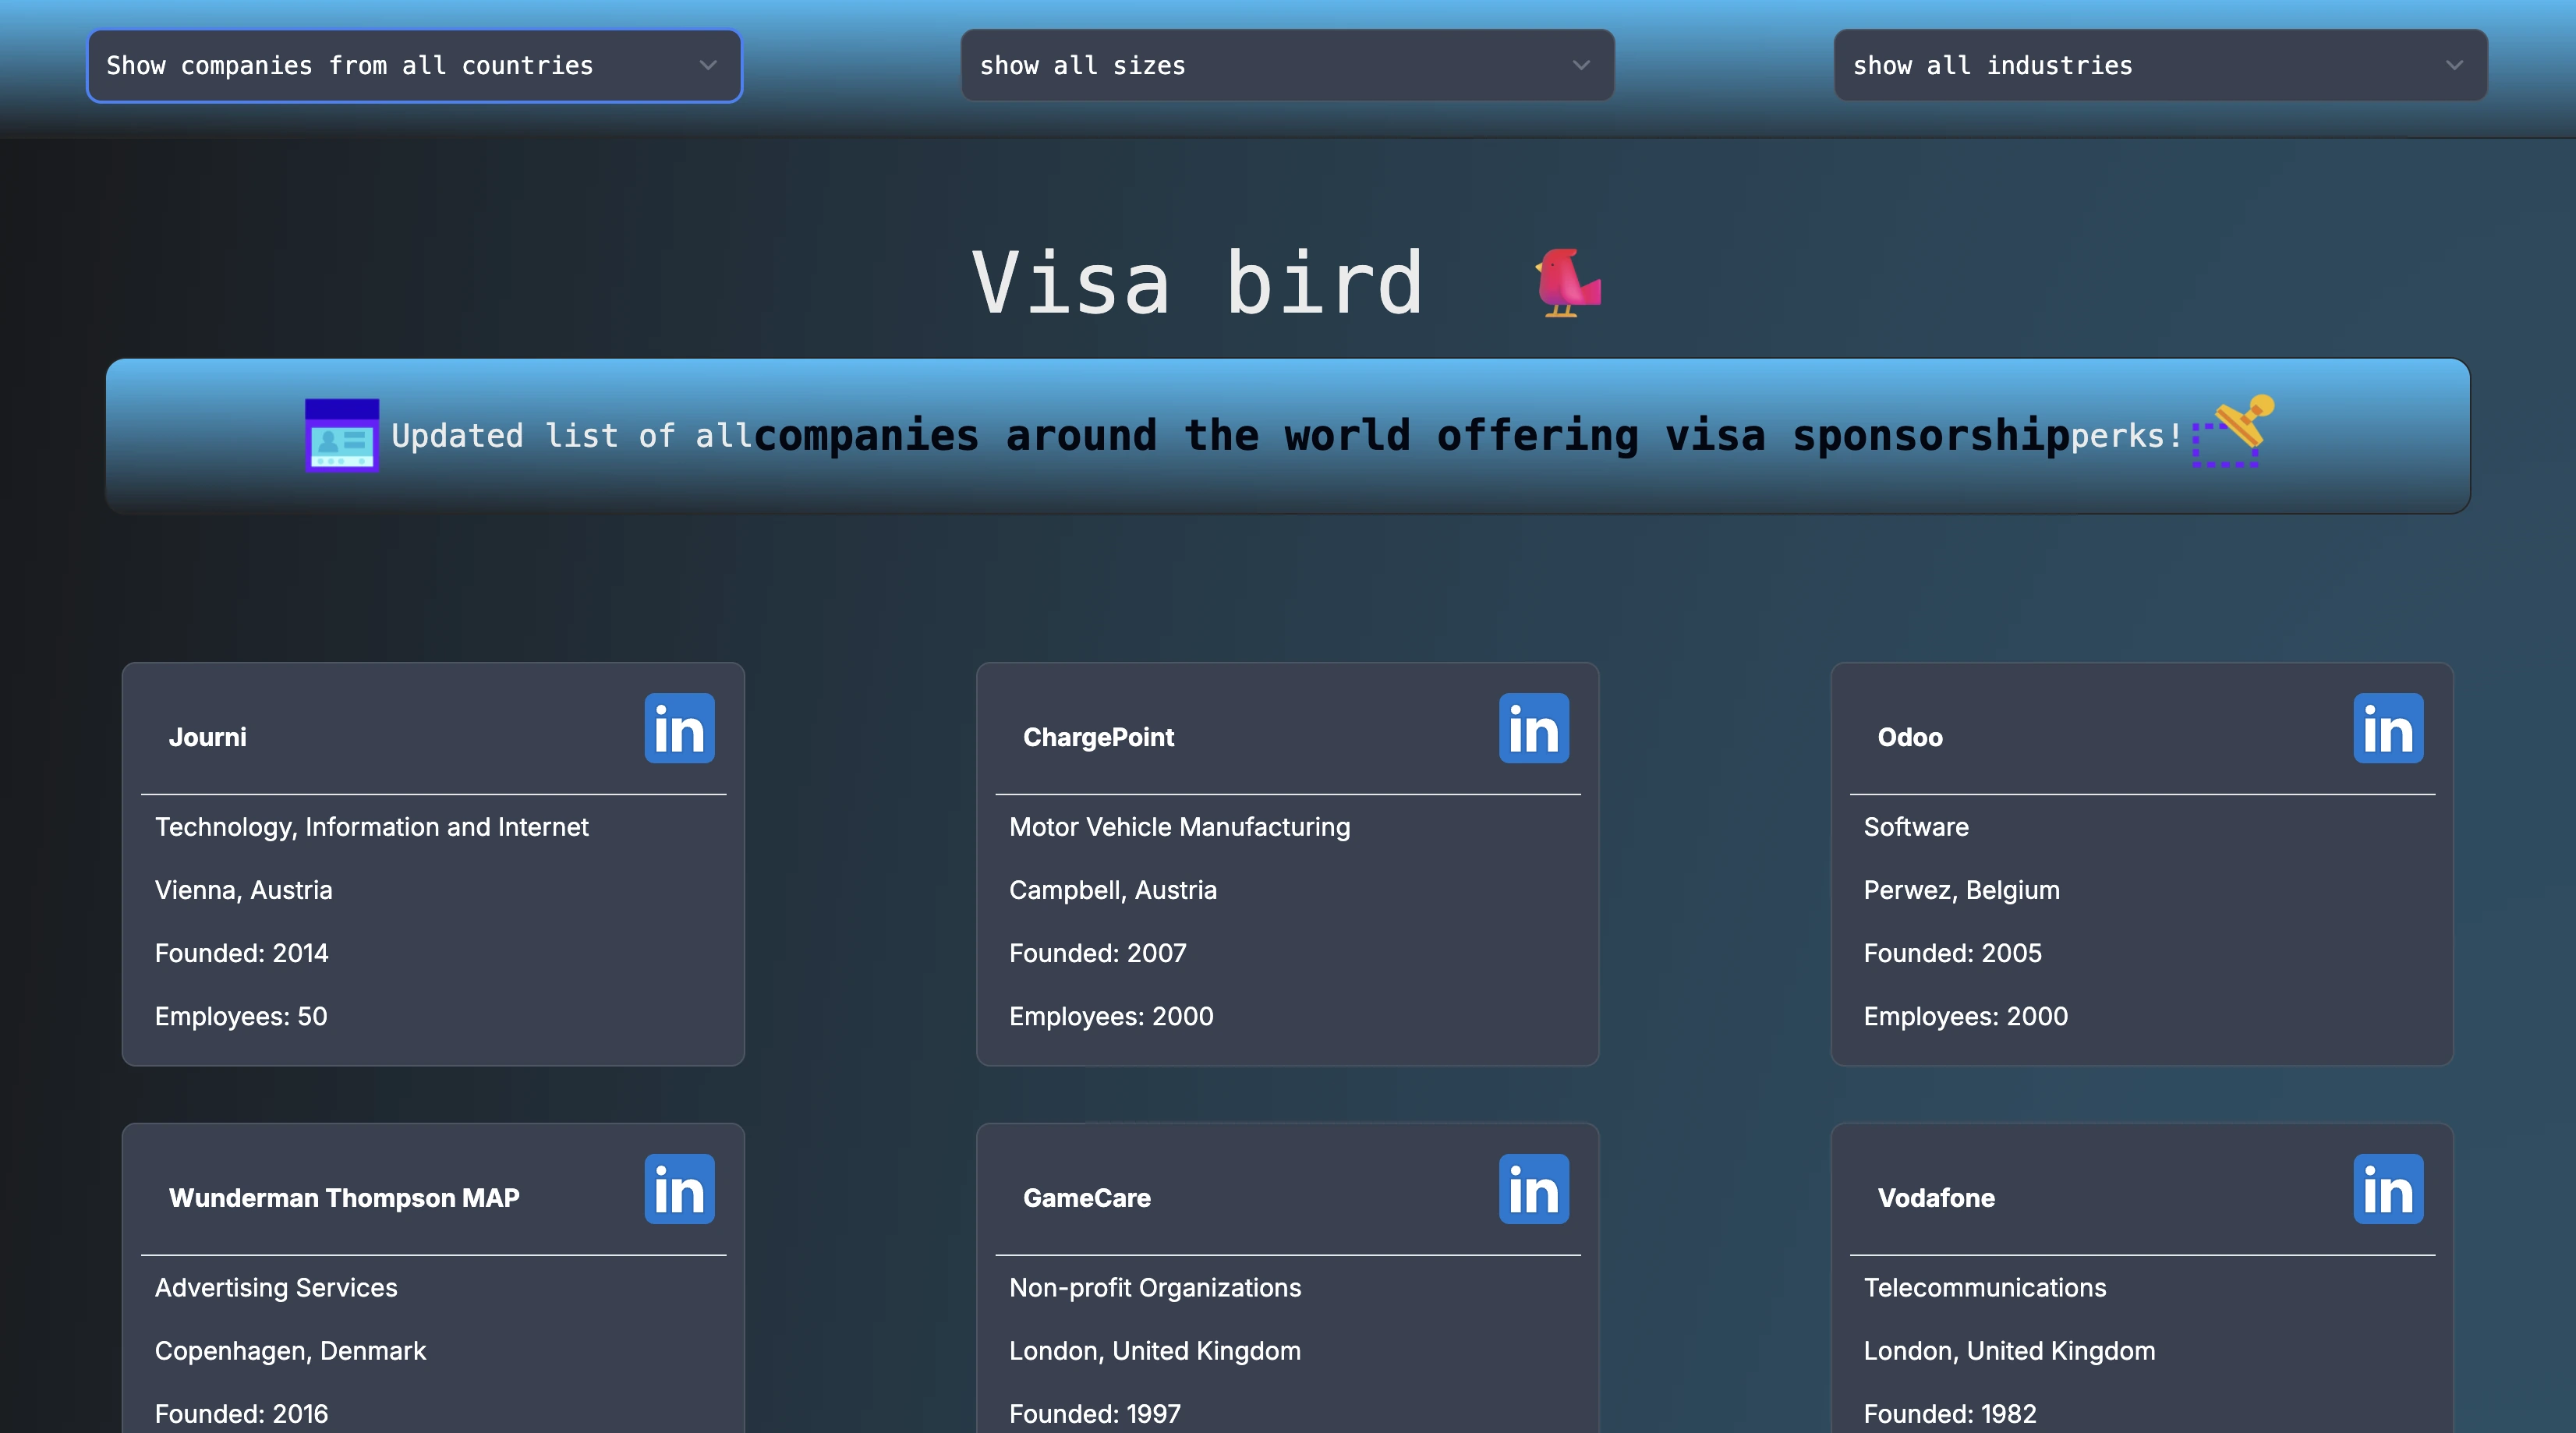 Show companies from all countries
show all sizes
show all industries
Visa bird
Updated list of allcompanies around the world offering visa sponsorshipperks!
Journi
in
Technology, Information and Internet
Vienna, Austria
Founded: 2014
Employees: 50
ChargePoint
in
Motor Vehicle Manufacturing
Campbell, Austria
Founded: 2007
Employees: 2000
Odoo
in
Software
Perwez, Belgium
Founded: 2005
Employees: 2000
Wunderman Thompson MAP
in
Advertising Services
Copenhagen, Denmark
Founded: 2016
GameCare
in
Non-profit Organizations
London, United Kingdom
Founded: 1997
Vodafone
in
Telecommunications
London, United Kingdom
Founded: 1982